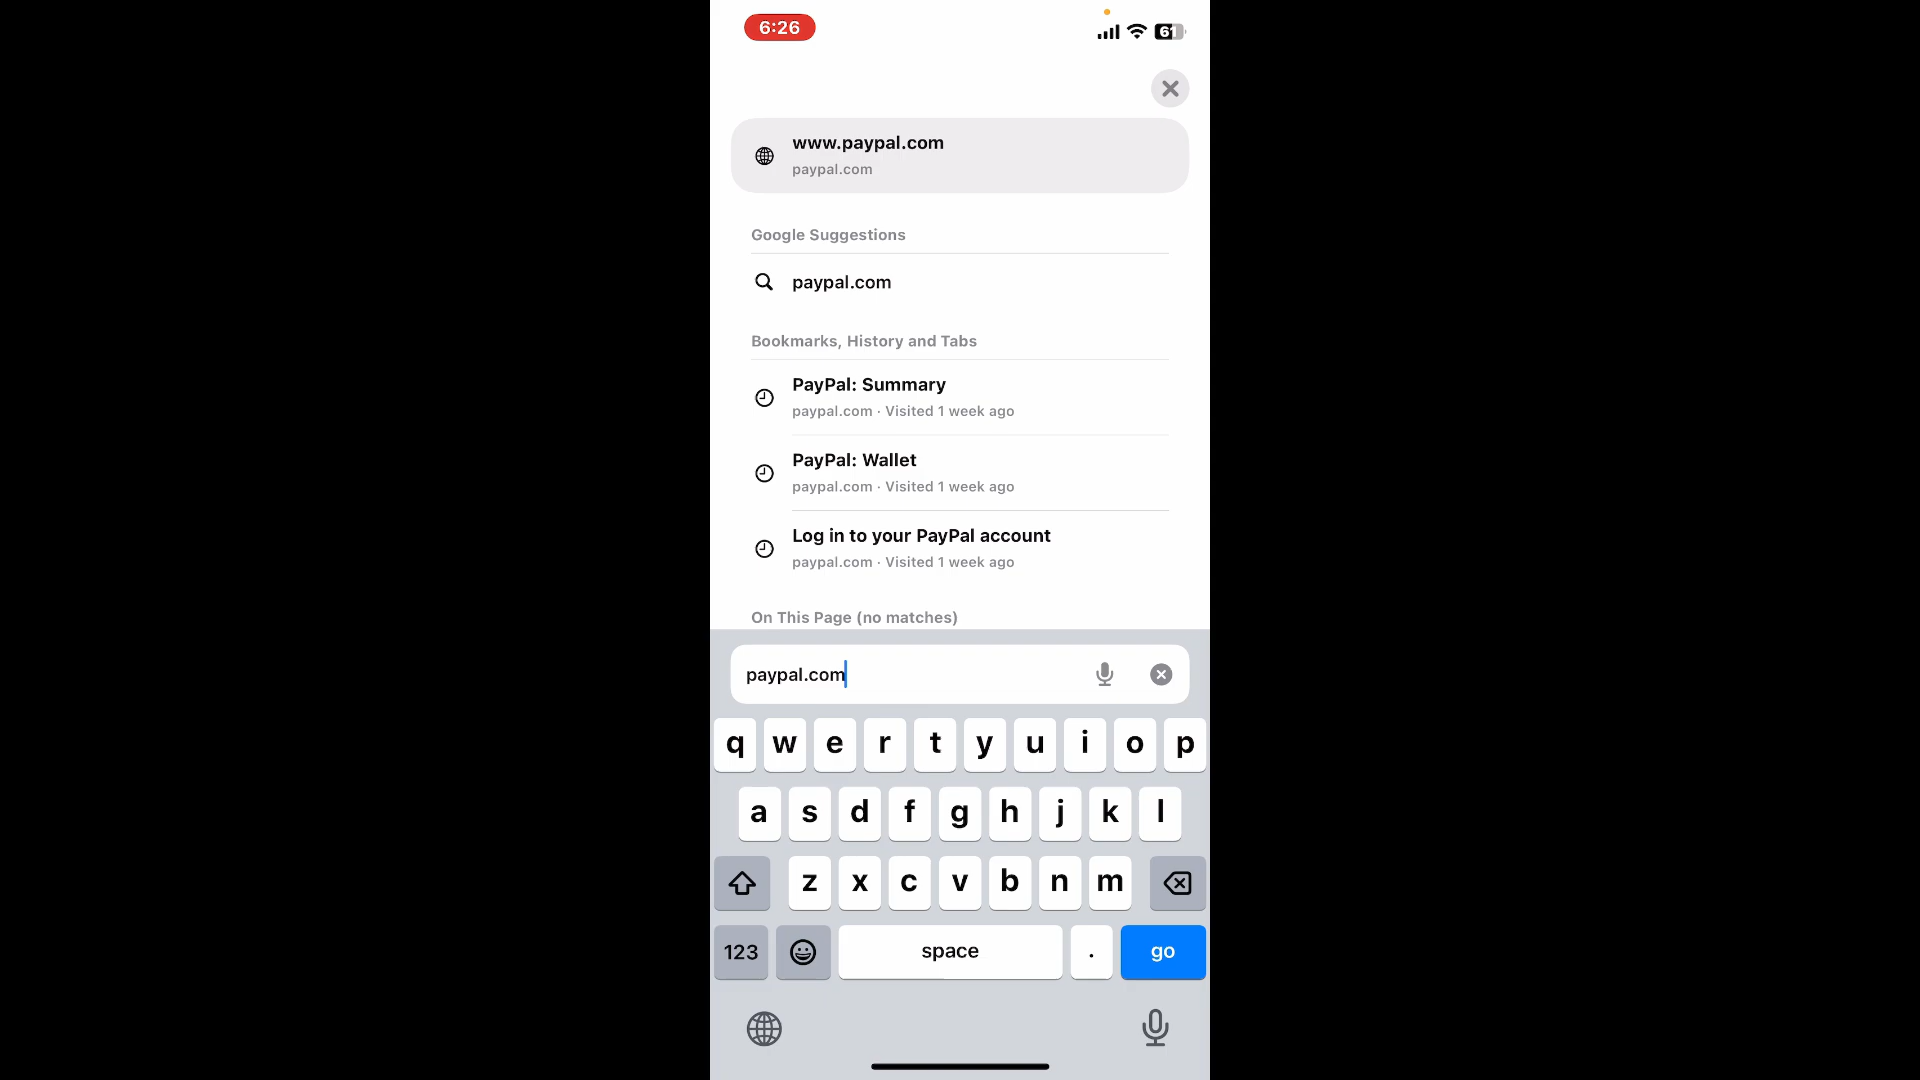 6:26
61
www.paypal.com
paypal.com
Google Suggestions
paypal.com
Bookmarks, History and Tabs
PayPal: Summary
paypal.com · Visited 1 week ago
PayPal: Wallet
paypal.com · Visited 1 week ago
Log in to your PayPal account
paypal.com · Visited 1 week ago
On This Page (no matches)
paypal.com
q w e r t y u i o p
a s d f g h j k l
z x c v b n m
123 space . go